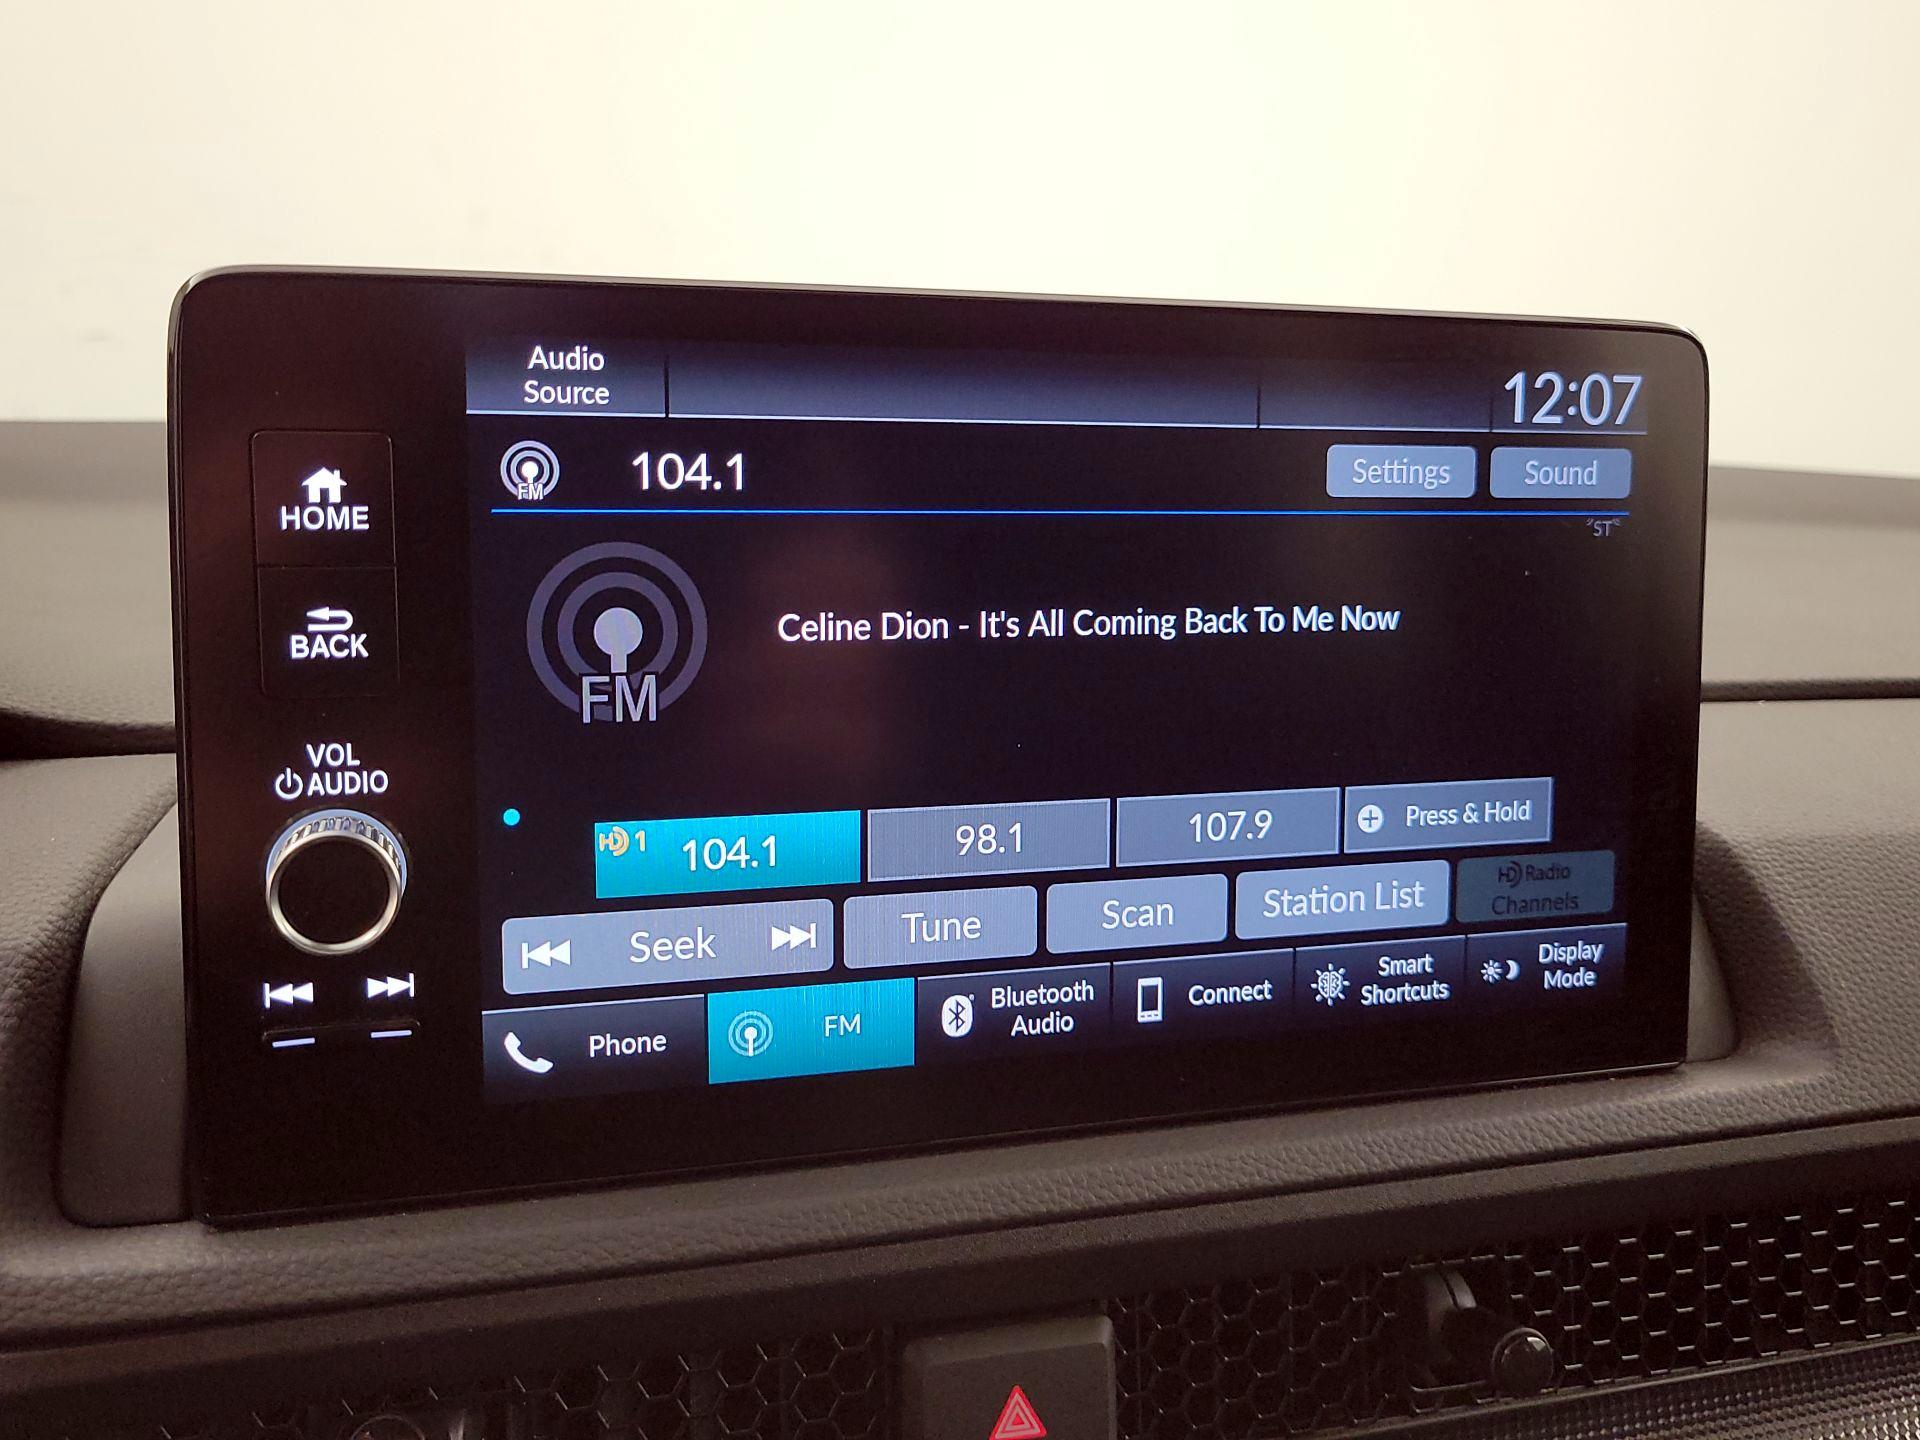 Audio
Source
12:07
FM
104.1
Settings
Sound
"ST"
HOME
BACK
VOL
AUDIO
FM
Celine Dion - It's All Coming Back To Me Now
HD 1
104.1
98.1
107.9
Press & Hold
Seek
Tune
Scan
Station List
HD Radio
Channels
Phone
FM
Bluetooth
Audio
Connect
Smart
Shortcuts
Display
Mode